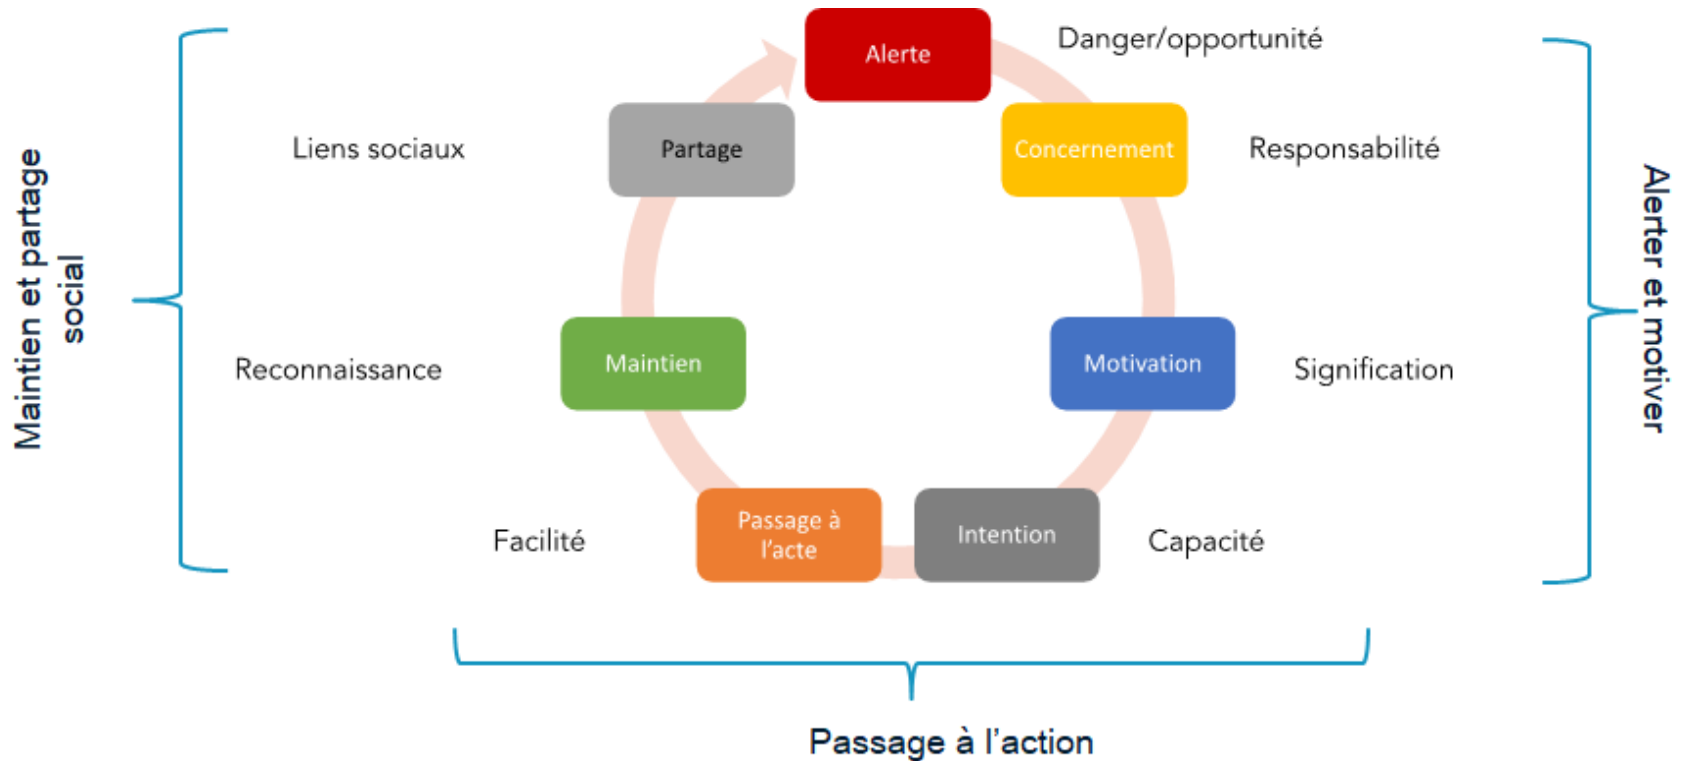 Alerte
Danger/opportunité
Concernement
Responsabilité
Motivation
Signification
Intention
Capacité
Passage à
l’acte
Facilité
Maintien
Reconnaissance
Partage
Liens sociaux
Alerter et motiver
Passage à l’action
Maintien et partage
social